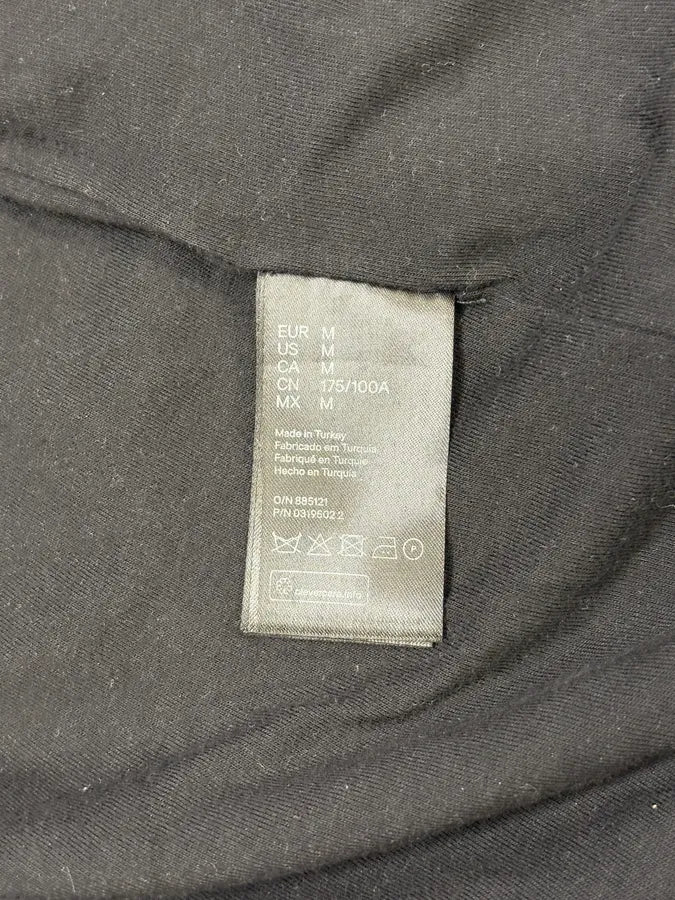 EUR M
US M
CA M
CN 175/100A
MX M
Made in Turkey
Fabricado em Turquia
Fabriqué en Turquie
Hecho en Turquía
O/N 885121
P/N 0319502 2
P
clevercare.info